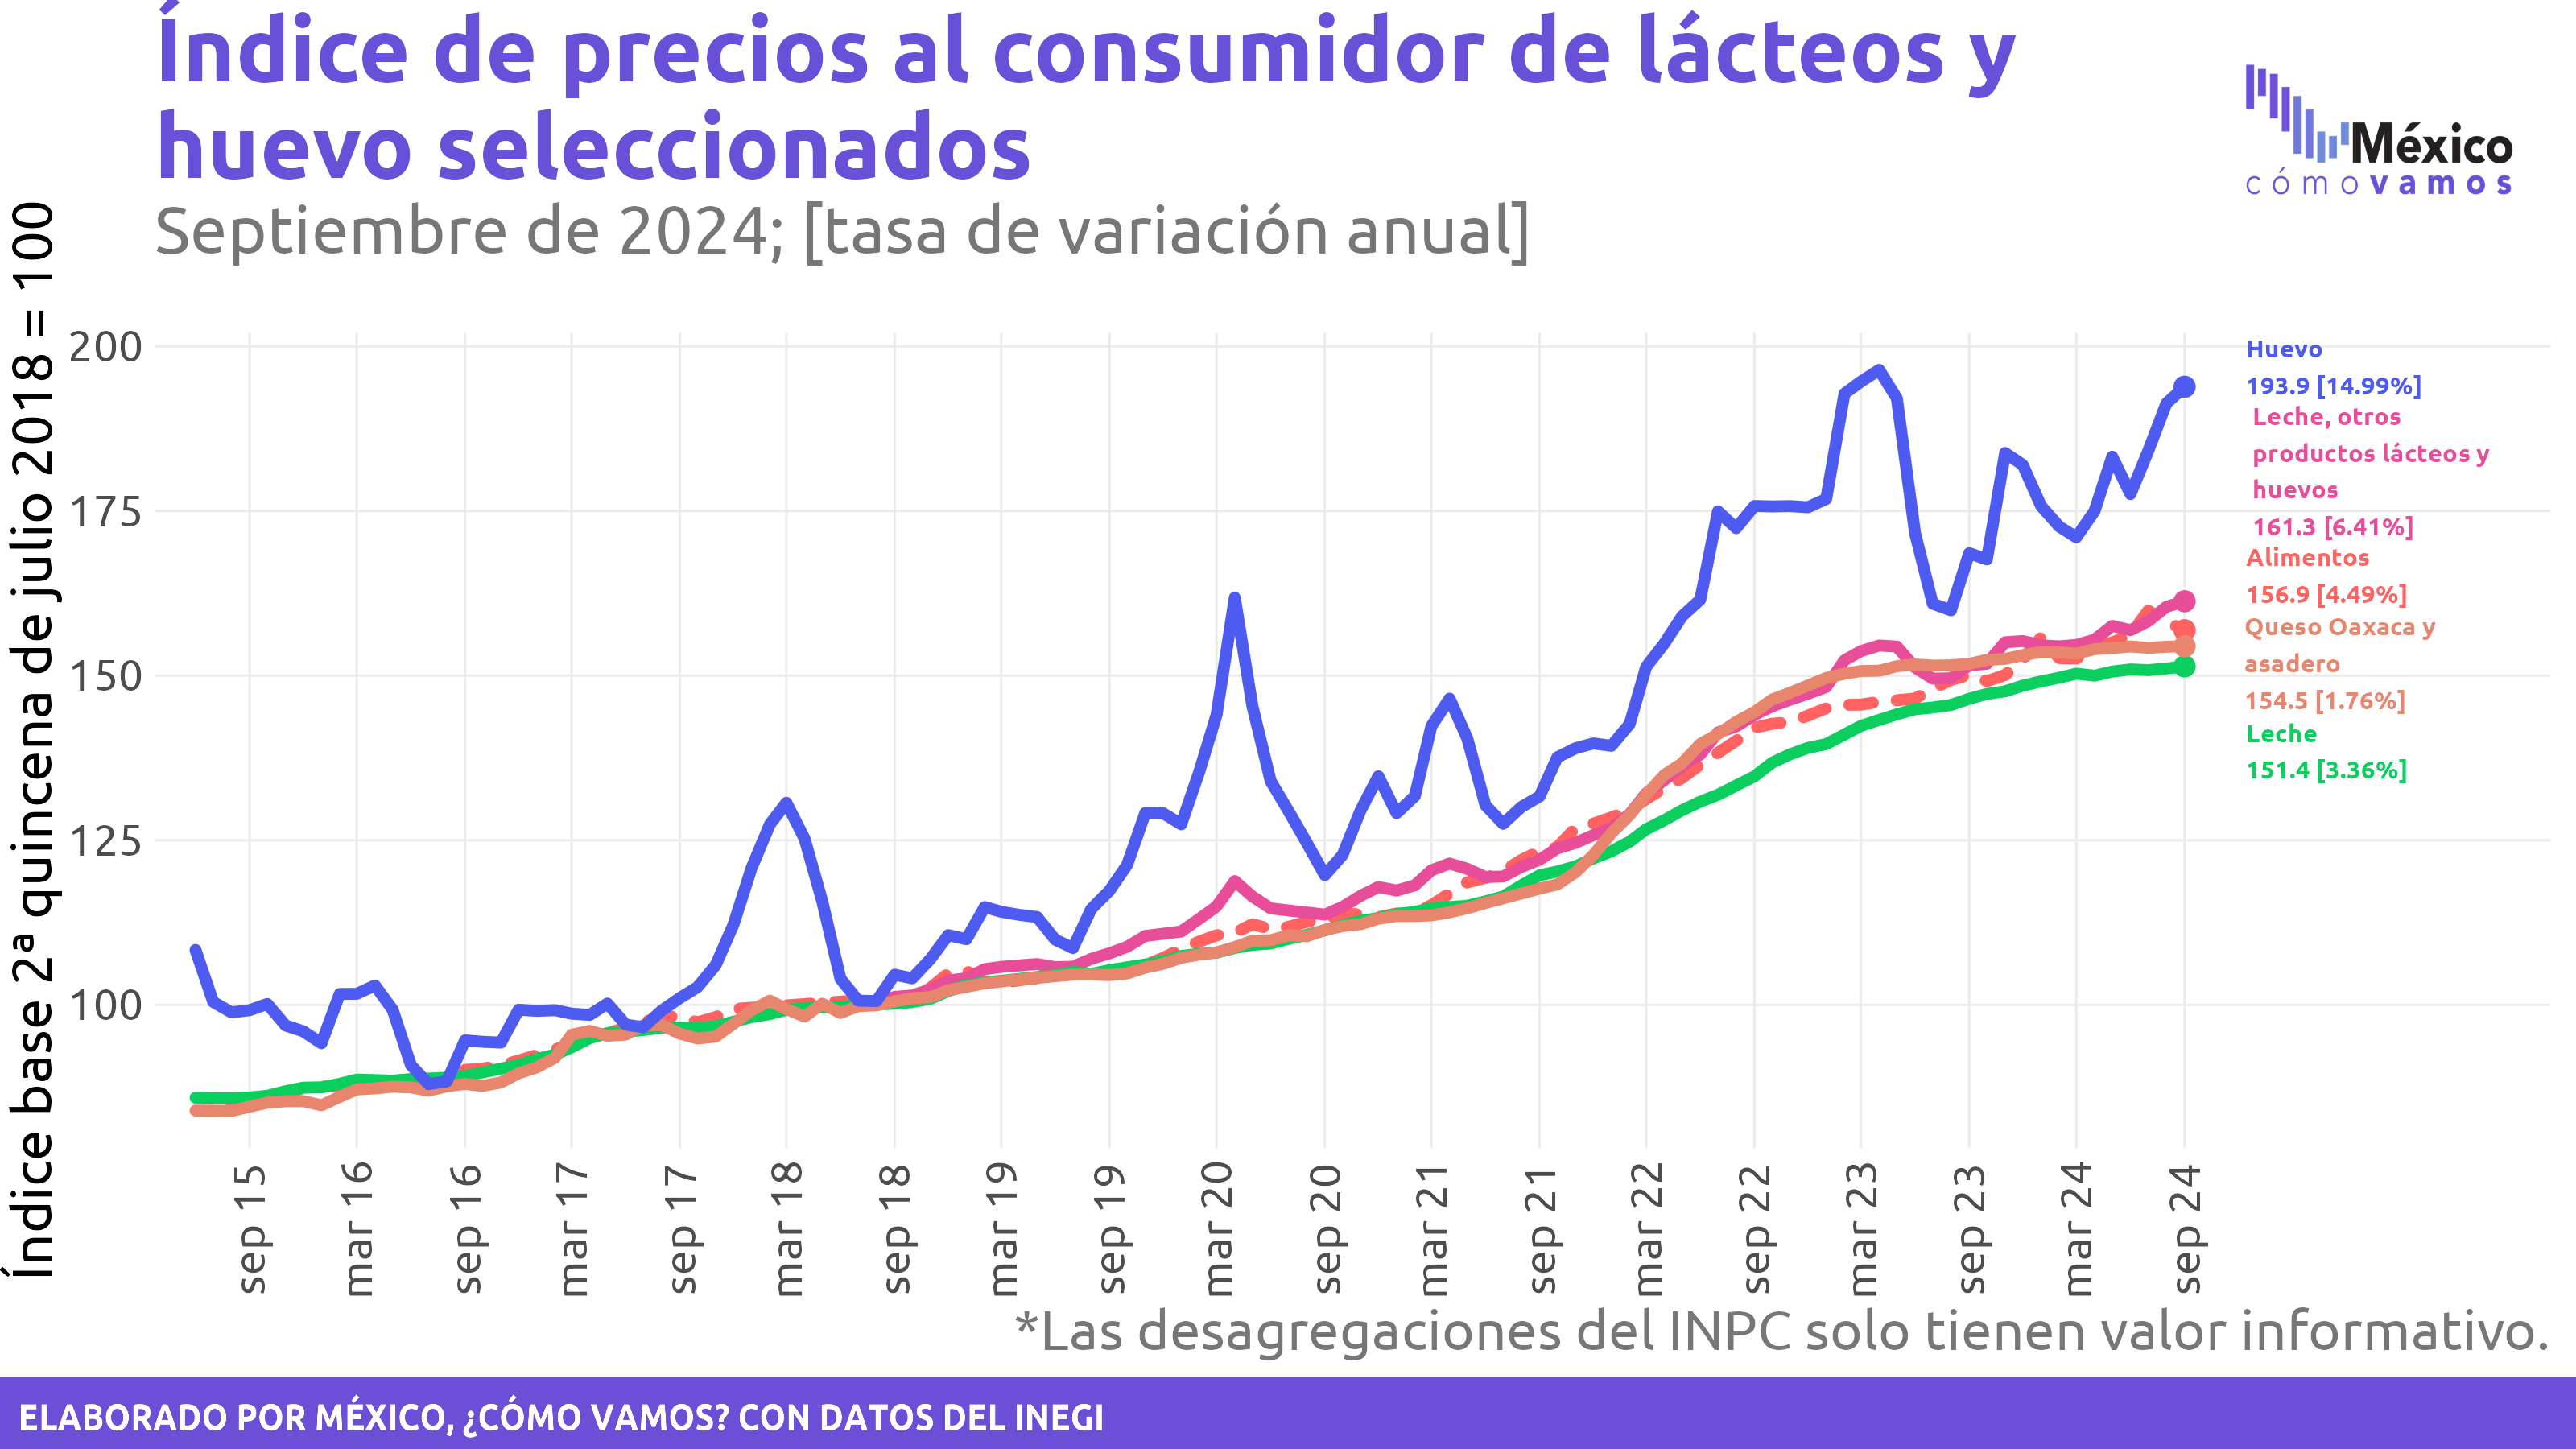 Índice de precios al consumidor de lácteos y
huevo seleccionados
Septiembre de 2024; [tasa de variación anual]
México
cómo vamos
Índice base 2ª quincena de julio 2018 = 100
200
175
150
125
100
Huevo
193.9 [14.99%]
Leche, otros
productos lácteos y
huevos
161.3 [6.41%]
Alimentos
156.9 [4.49%]
Queso Oaxaca y
asadero
154.5 [1.76%]
Leche
151.4 [3.36%]
sep 15
mar 16
sep 16
mar 17
sep 17
mar 18
sep 18
mar 19
sep 19
mar 20
sep 20
mar 21
sep 21
mar 22
sep 22
mar 23
sep 23
mar 24
sep 24
*Las desagregaciones del INPC solo tienen valor informativo.
ELABORADO POR MÉXICO, ¿CÓMO VAMOS? CON DATOS DEL INEGI